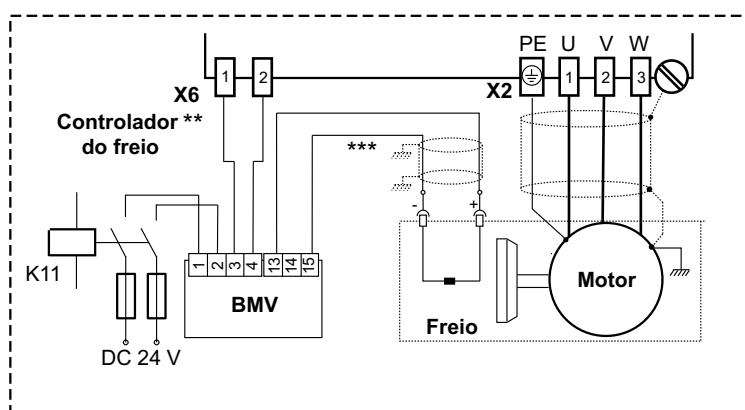 PE U V W
1 2 1 2 3
X6 X2
Controlador **
do freio
***
- +
K11
1 2 3 4 13 14 15
BMV
Motor
Freio
DC 24 V